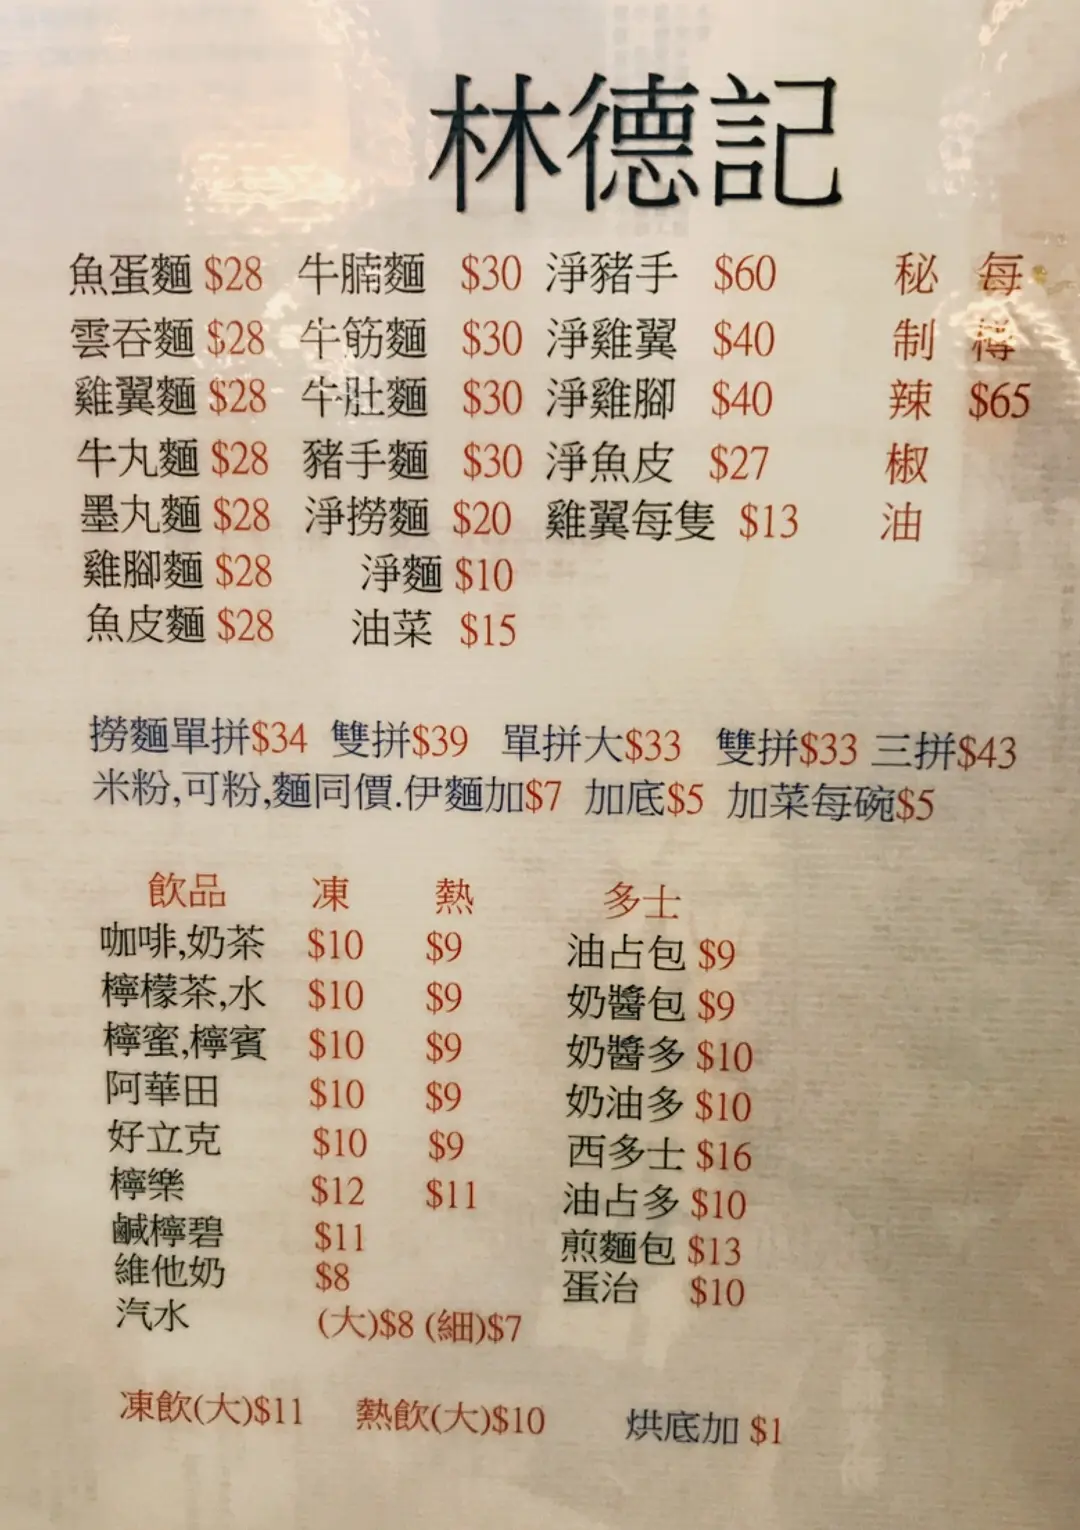 林德記
魚蛋麵 $28 牛腩麵 $30 淨豬手 $60 秘 每
雲吞麵 $28 牛筋麵 $30 淨雞翼 $40 制 樽
雞翼麵 $28 牛肚麵 $30 淨雞腳 $40 辣 $65
牛丸麵 $28 豬手麵 $30 淨魚皮 $27 椒
墨丸麵 $28 淨撈麵 $20 雞翼每隻 $13 油
雞腳麵 $28 淨麵 $10
魚皮麵 $28 油菜 $15
撈麵單拼$34 雙拼$39 單拼大$33 雙拼$33 三拼$43
米粉,可粉,麵同價.伊麵加$7 加底$5 加菜每碗$5
飲品 凍 熱 多士
咖啡,奶茶 $10 $9 油占包 $9
檸檬茶,水 $10 $9 奶醬包 $9
檸蜜,檸賓 $10 $9 奶醬多 $10
阿華田 $10 $9 奶油多 $10
好立克 $10 $9 西多士 $16
檸樂 $12 $11 油占多 $10
鹹檸碧 $11 煎麵包 $13
維他奶 $8 蛋治 $10
汽水 (大)$8 (細)$7
凍飲(大)$11 熱飲(大)$10 烘底加 $1